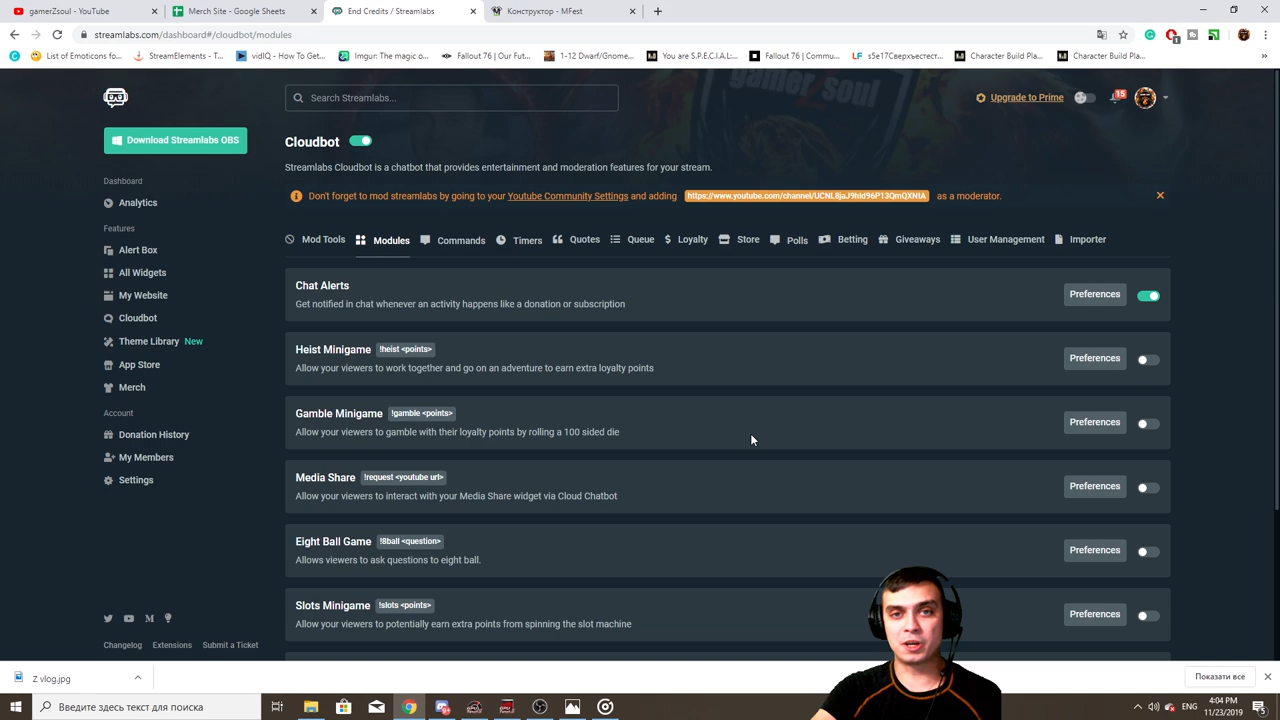 gamerZsoul - YouTube
Merch Site - Google Sheets
End Credits / Streamlabs
Конструктор - MFest
streamlabs.com/dashboard#/cloudbot/modules
List of Emotions fo...
StreamElements - T...
vidIQ - How To Get...
Imgur: The magic o...
Fallout 76 | Our Fut...
1-12 Dwarf/Gnome...
You are S.P.E.C.I.A.L:...
Fallout 76 | Commu...
s5e17Сверхъестест...
Character Build Pla...
Character Build Pla...
gamer soul
Search Streamlabs...
Upgrade to Prime
15
Download Streamlabs OBS
Dashboard
Analytics
Features
Alert Box
All Widgets
My Website
Cloudbot
Theme Library New
App Store
Merch
Account
Donation History
My Members
Settings
Changelog Extensions Submit a Ticket
Cloudbot
Streamlabs Cloudbot is a chatbot that provides entertainment and moderation features for your stream.
Don't forget to mod streamlabs by going to your Youtube Community Settings and adding https://www.youtube.com/channel/UCNL8jaJ9hId96P13QmQXNtA as a moderator.
Mod Tools Modules Commands Timers Quotes Queue Loyalty Store Polls Betting Giveaways User Management Importer
Chat Alerts
Get notified in chat whenever an activity happens like a donation or subscription
Preferences
Heist Minigame !heist <points>
Allow your viewers to work together and go on an adventure to earn extra loyalty points
Preferences
Gamble Minigame !gamble <points>
Allow your viewers to gamble with their loyalty points by rolling a 100 sided die
Preferences
Media Share !request <youtube url>
Allow your viewers to interact with your Media Share widget via Cloud Chatbot
Preferences
Eight Ball Game !8ball <question>
Allows viewers to ask questions to eight ball.
Preferences
Slots Minigame !slots <points>
Allow your viewers to potentially earn extra points from spinning the slot machine
Preferences
Z vlog.jpg
Показати все
Введите здесь текст для поиска
ENG
4:04 PM
11/23/2019